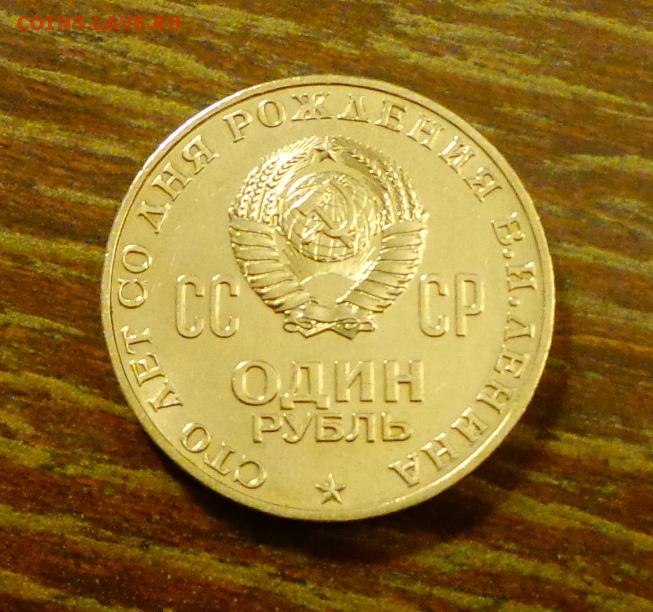 COINS.LAVE.RU
СТО ЛЕТ СО ДНЯ РОЖДЕНИЯ В.И.ЛЕНИНА
СС СР
ОДИН
РУБЛЬ